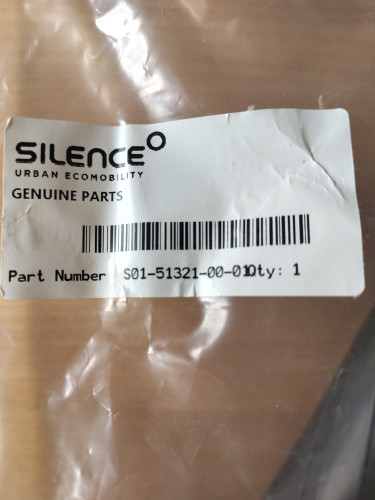 SILENCE
URBAN ECOMOBILITY
GENUINE PARTS
Part Number S01-51321-00-01 Qty: 1